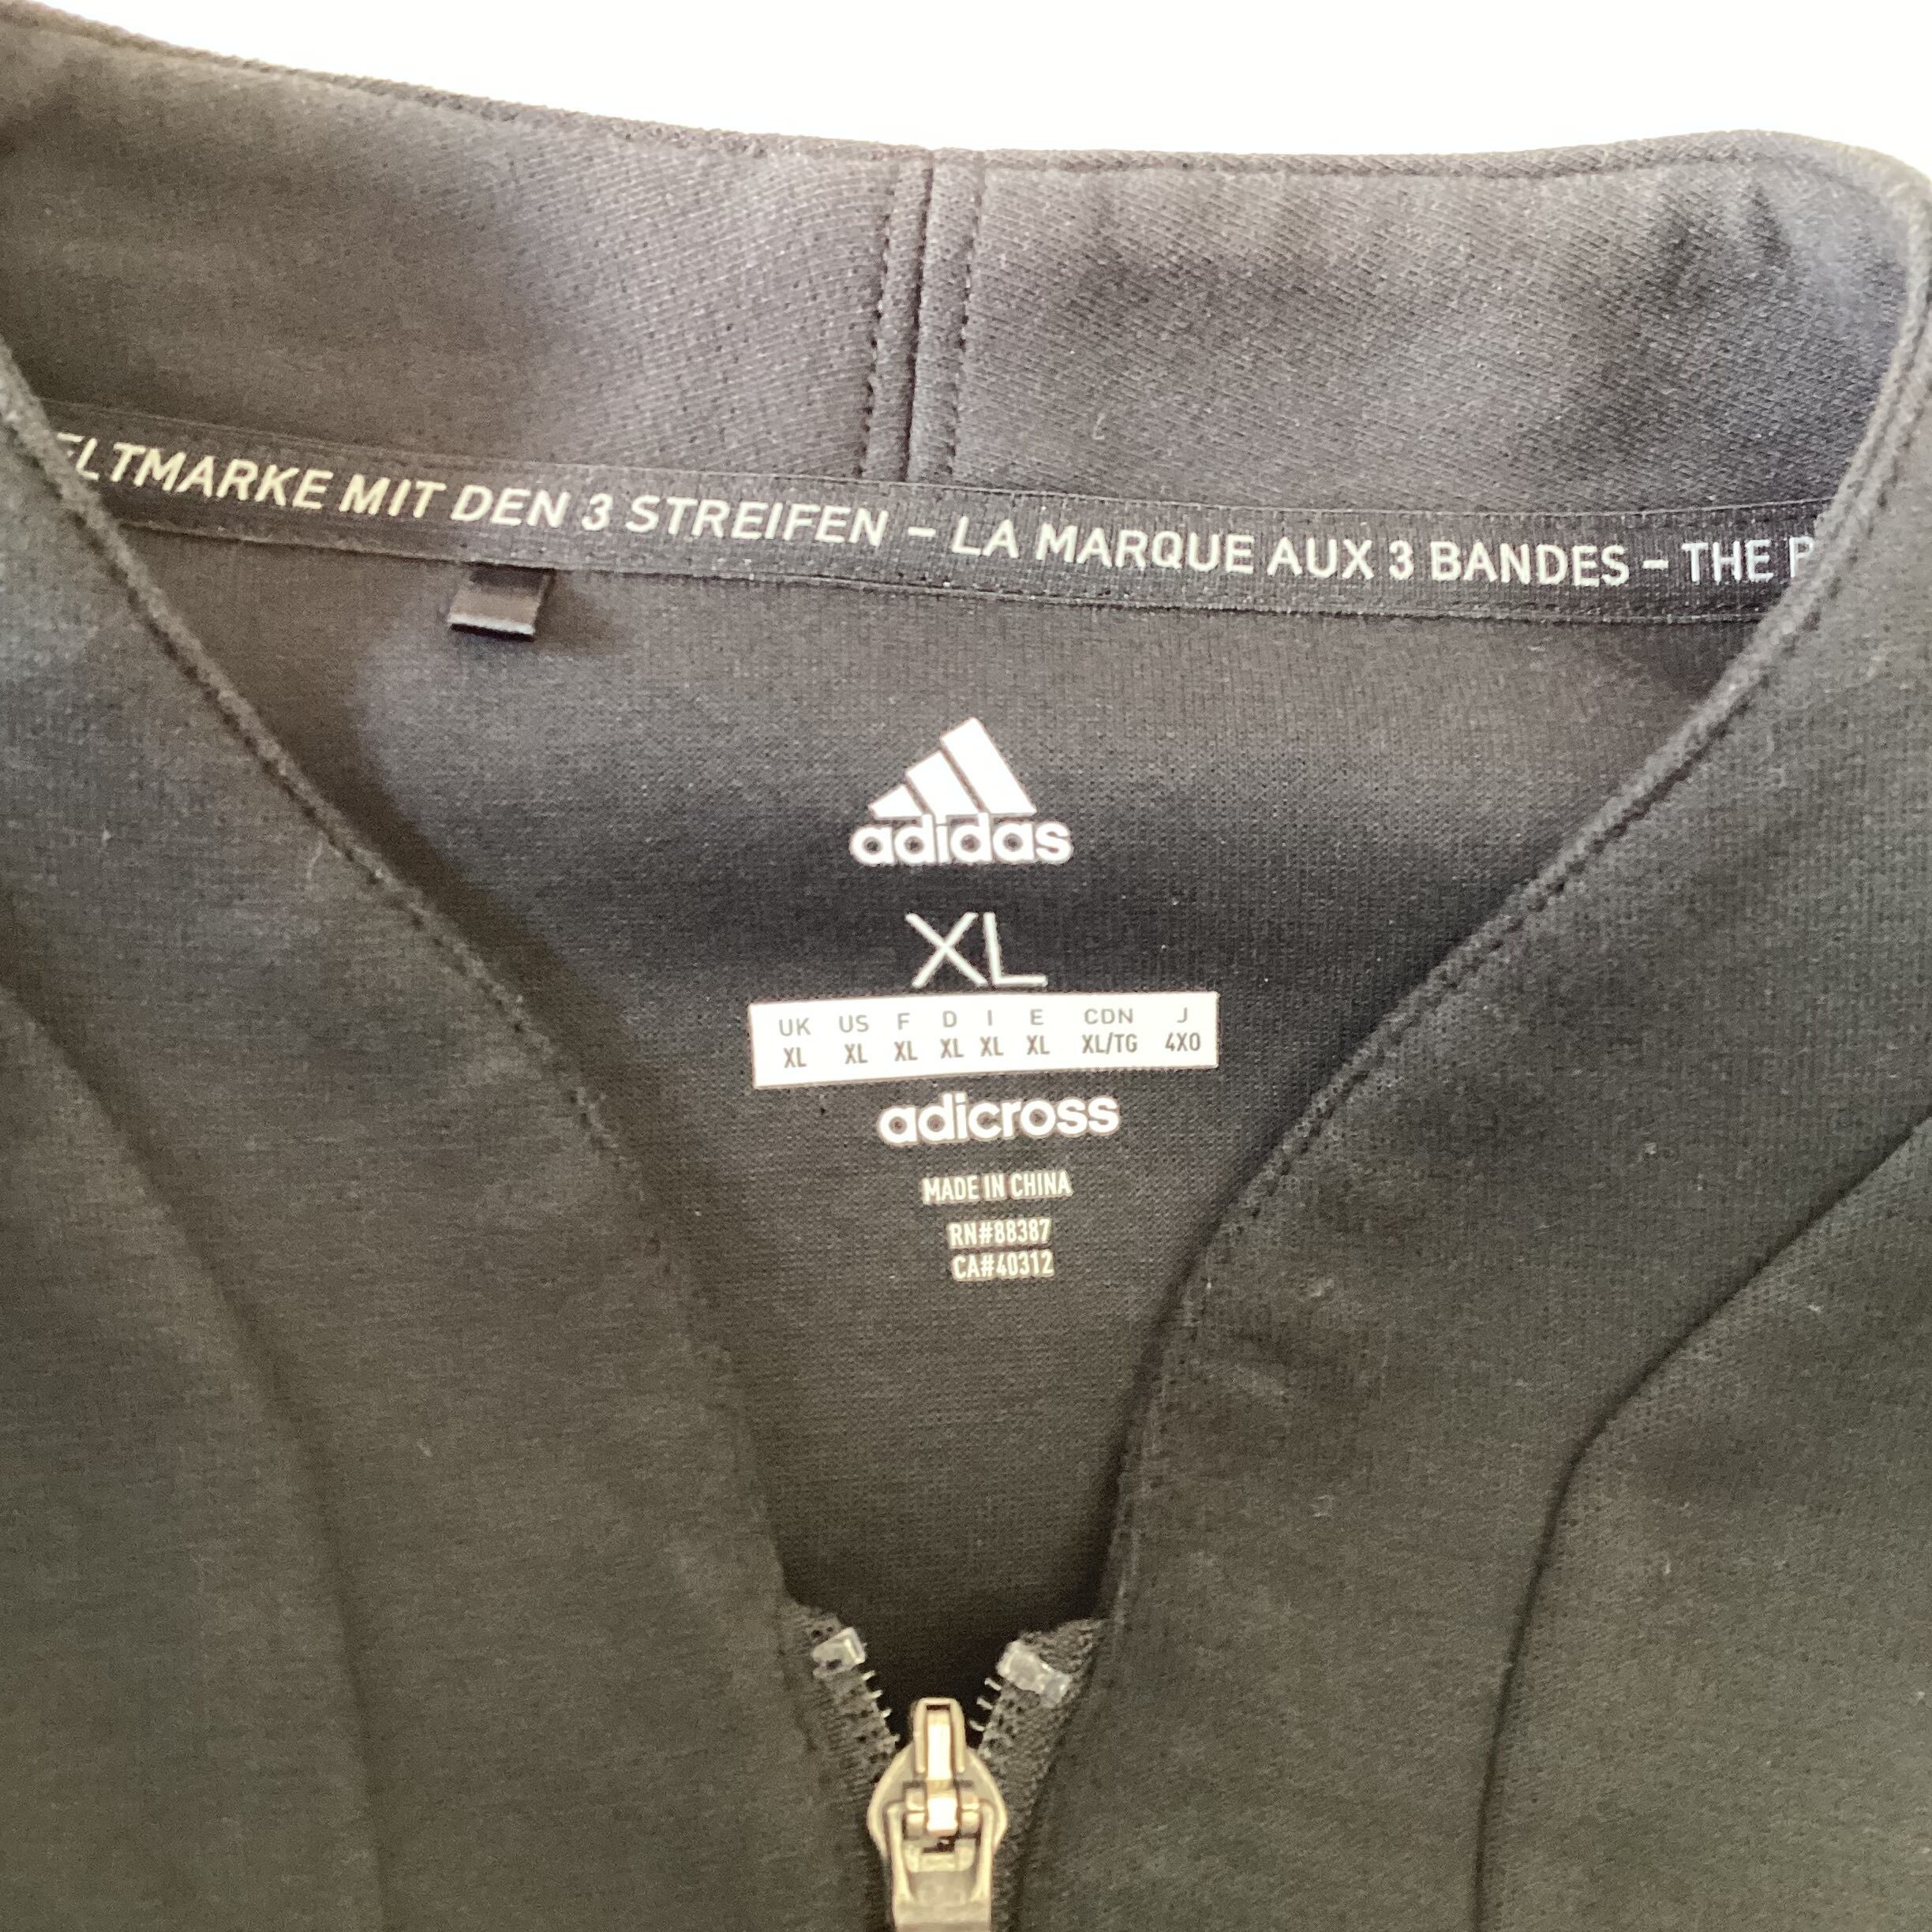 MIT DEN 3 STREIFEN – LA MARQUE AUX 3 BANDES – THE
adidas
XL
UK US F D I E CDN J
XL XL XL XL XL XL XL/TG 4XO
adicross
MADE IN CHINA
RN#88387
CA#40312